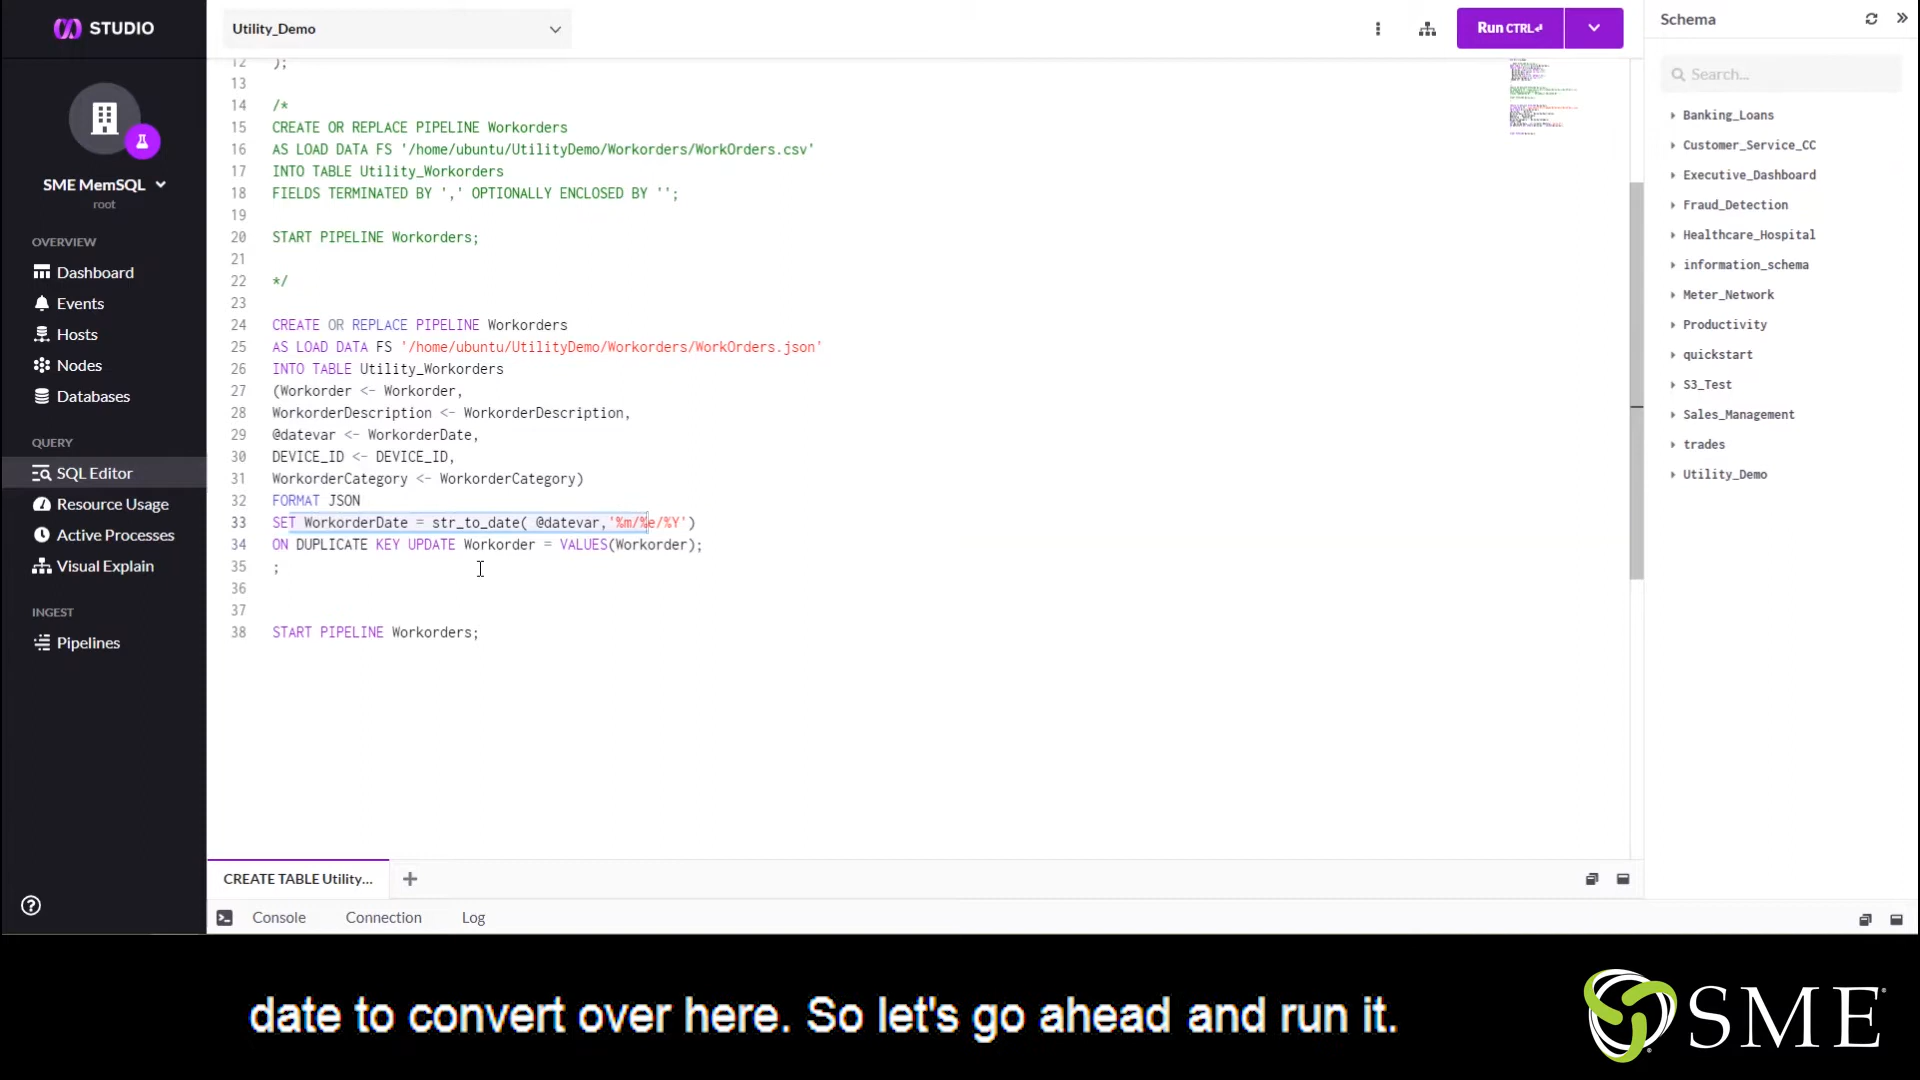 STUDIO
SME MemSQL
root
OVERVIEW
Dashboard
Events
Hosts
Nodes
Databases
QUERY
SQL Editor
Resource Usage
Active Processes
Visual Explain
INGEST
Pipelines
Utility_Demo
Run CTRL⏎
12 );
13
14 /*
15 CREATE OR REPLACE PIPELINE Workorders
16 AS LOAD DATA FS '/home/ubuntu/UtilityDemo/Workorders/WorkOrders.csv'
17 INTO TABLE Utility_Workorders
18 FIELDS TERMINATED BY ',' OPTIONALLY ENCLOSED BY '';
19
20 START PIPELINE Workorders;
21
22 */
23
24 CREATE OR REPLACE PIPELINE Workorders
25 AS LOAD DATA FS '/home/ubuntu/UtilityDemo/Workorders/WorkOrders.json'
26 INTO TABLE Utility_Workorders
27 (Workorder <- Workorder,
28 WorkorderDescription <- WorkorderDescription,
29 @datevar <- WorkorderDate,
30 DEVICE_ID <- DEVICE_ID,
31 WorkorderCategory <- WorkorderCategory)
32 FORMAT JSON
33 SET WorkorderDate = str_to_date( @datevar,'%m/%e/%Y')
34 ON DUPLICATE KEY UPDATE Workorder = VALUES(Workorder);
35 ;
36
37
38 START PIPELINE Workorders;
CREATE TABLE Utility...
Console Connection Log
Schema
Search...
Banking_Loans
Customer_Service_CC
Executive_Dashboard
Fraud_Detection
Healthcare_Hospital
information_schema
Meter_Network
Productivity
quickstart
S3_Test
Sales_Management
trades
Utility_Demo
date to convert over here. So let's go ahead and run it.
SME